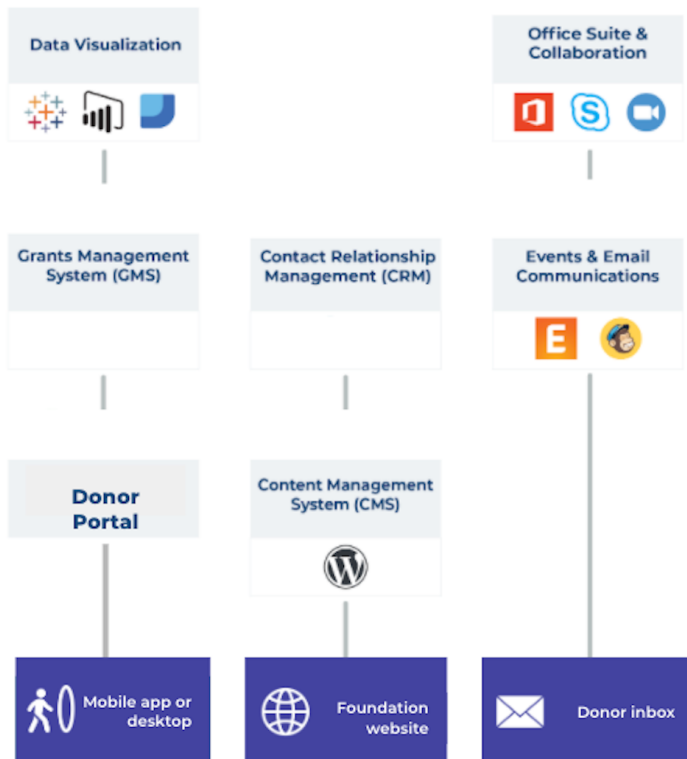 Data Visualization
Office Suite &
Collaboration
S
Grants Management
System (GMS)
Contact Relationship
Management (CRM)
Events & Email
Communications
E
Donor
Portal
Content Management
System (CMS)
W
Mobile app or
desktop
Foundation
website
Donor inbox